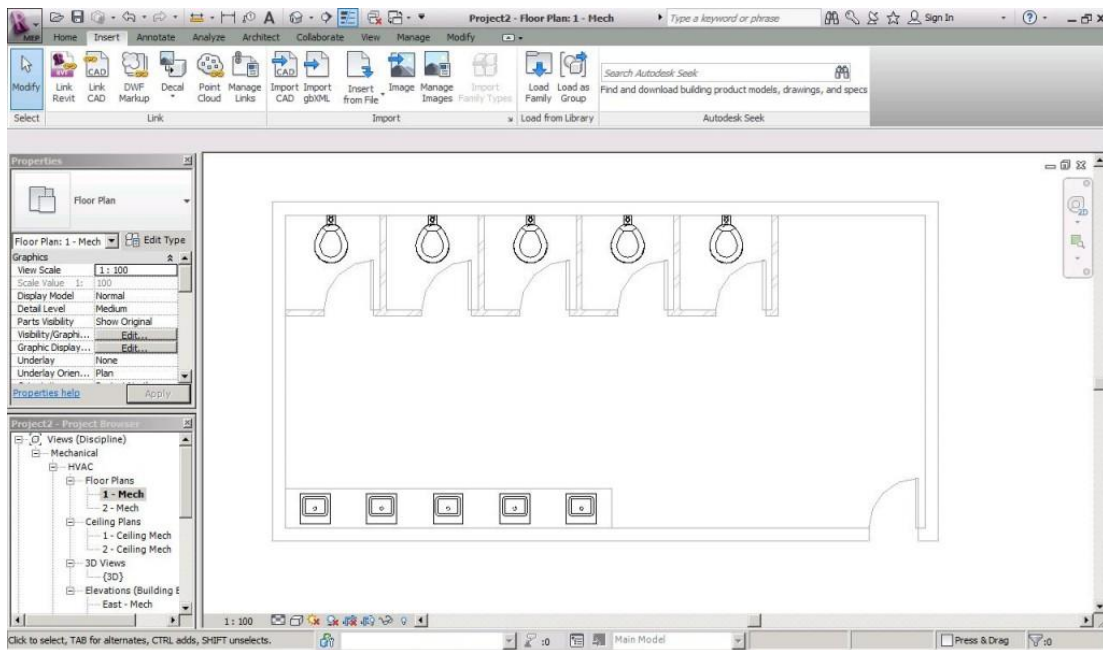 Project2 - Floor Plan: 1 - Mech
Type a keyword or phrase
Sign In
MEP Home Insert Annotate Analyze Architect Collaborate View Manage Modify
Modify
Link Revit
Link CAD
DWF Markup
Decal
Point Cloud
Manage Links
Import CAD
Import gbXML
Insert from File
Image
Manage Images
Import Family Types
Load Family
Load as Group
Search Autodesk Seek
Find and download building product models, drawings, and specs
Select Link Import Load from Library Autodesk Seek
Properties
Floor Plan
Floor Plan: 1 - Mech Edit Type
Graphics
View Scale 1 : 100
Scale Value 1: 100
Display Model Normal
Detail Level Medium
Parts Visibility Show Original
Visibility/Graphi... Edit...
Graphic Display... Edit...
Underlay None
Underlay Orien... Plan
Properties help Apply
Project2 - Project Browser
Views (Discipline)
Mechanical
HVAC
Floor Plans
1 - Mech
2 - Mech
Ceiling Plans
1 - Ceiling Mech
2 - Ceiling Mech
3D Views
{3D}
Elevations (Building E
East - Mech
2D
1 : 100
Click to select, TAB for alternates, CTRL adds, SHIFT unselects.
:0
Main Model
Press & Drag
:0